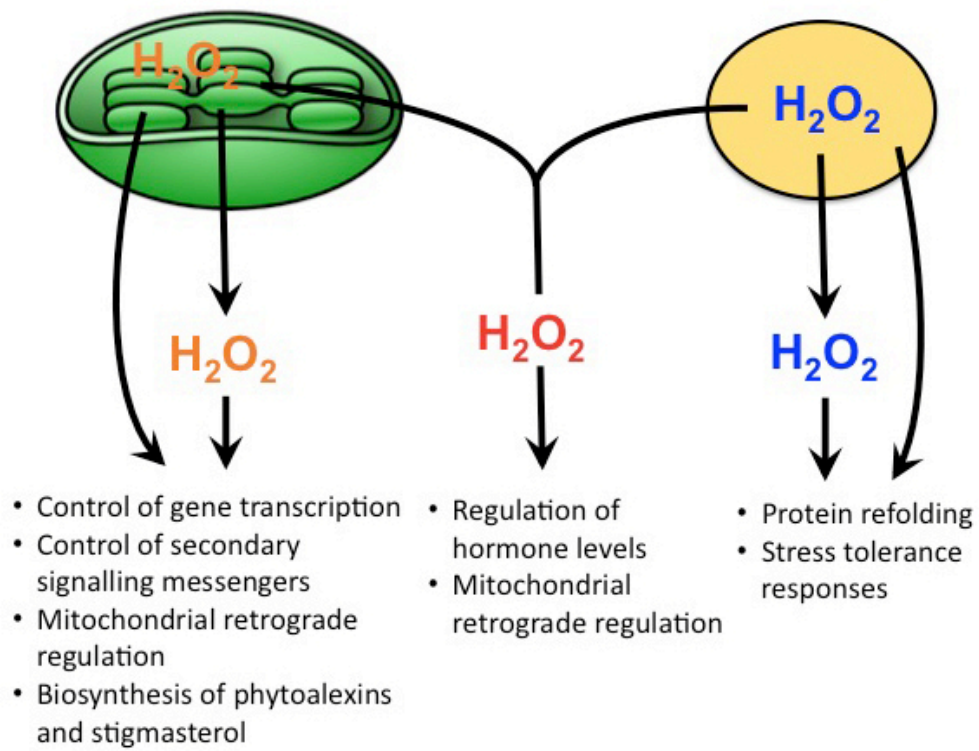 H2O2
H2O2
H2O2
H2O2
H2O2
• Control of gene transcription
• Control of secondary
signalling messengers
• Mitochondrial retrograde
regulation
• Biosynthesis of phytoalexins
and stigmasterol
• Regulation of
hormone levels
• Mitochondrial
retrograde regulation
• Protein refolding
• Stress tolerance
responses